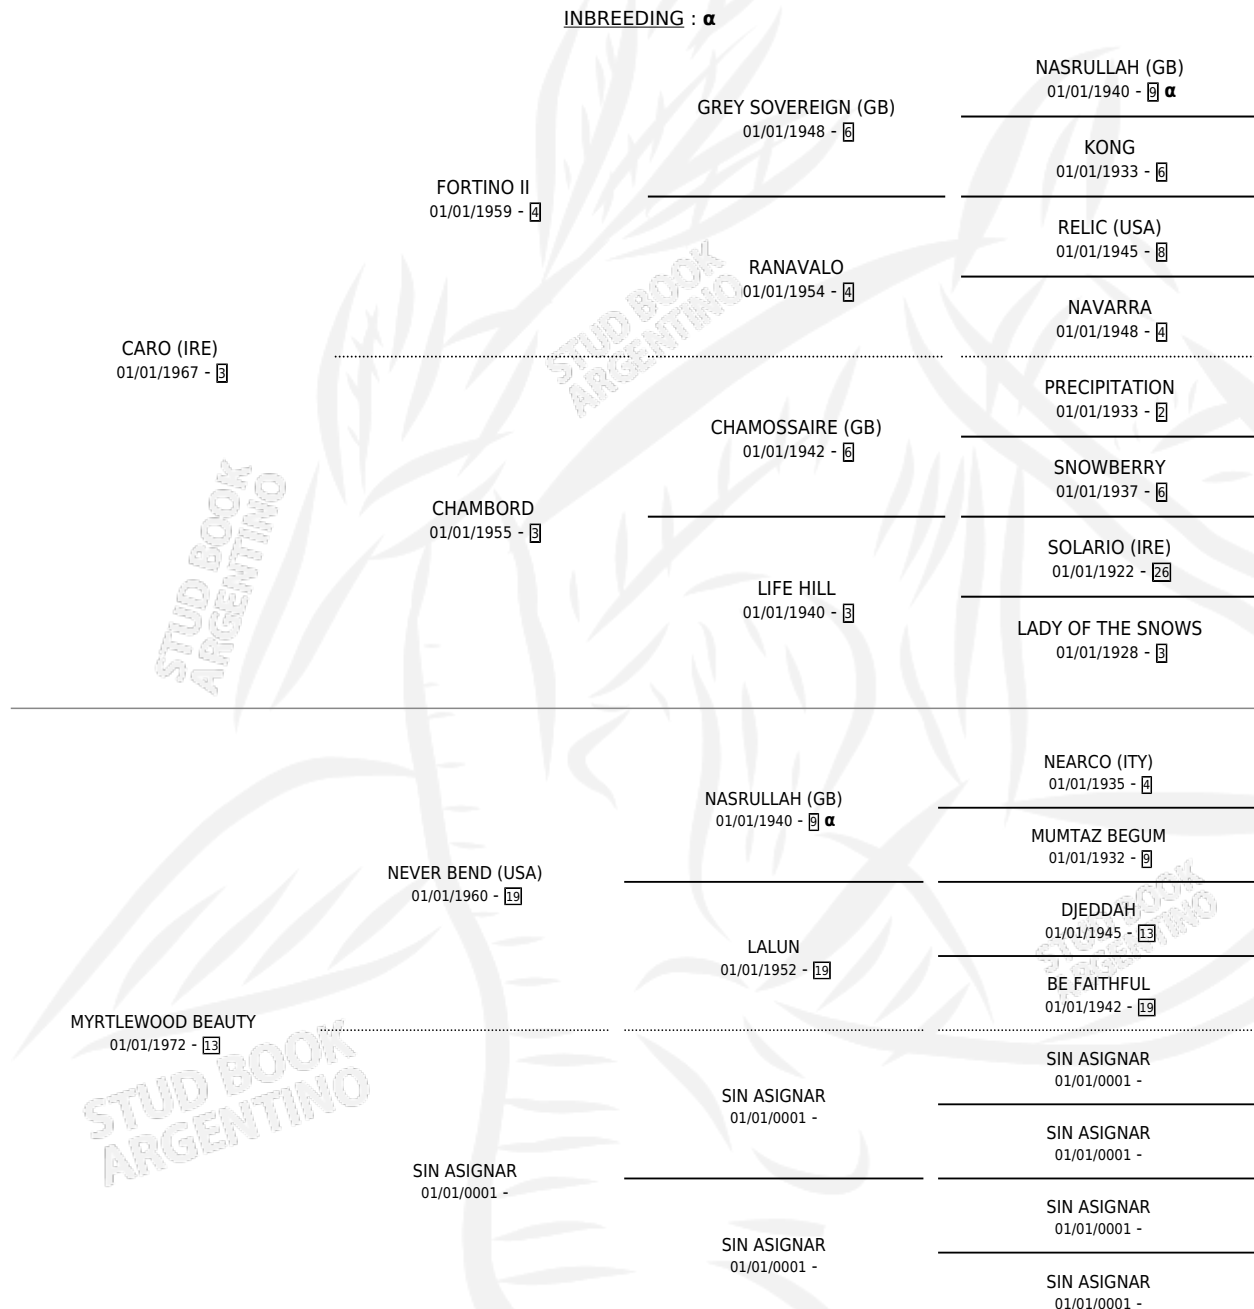 INBREEDING : α
NASRULLAH (GB)
01/01/1940 - 9 α
GREY SOVEREIGN (GB)
01/01/1948 - 6
KONG
01/01/1933 - 6
FORTINO II
01/01/1959 - 4
RELIC (USA)
01/01/1945 - 8
RANAVALO
01/01/1954 - 4
NAVARRA
01/01/1948 - 4
CARO (IRE)
01/01/1967 - 3
PRECIPITATION
01/01/1933 - 2
CHAMOSSAIRE (GB)
01/01/1942 - 6
SNOWBERRY
01/01/1937 - 6
CHAMBORD
01/01/1955 - 3
SOLARIO (IRE)
01/01/1922 - 26
LIFE HILL
01/01/1940 - 3
LADY OF THE SNOWS
01/01/1928 - 3
NEARCO (ITY)
01/01/1935 - 4
NASRULLAH (GB)
01/01/1940 - 9 α
MUMTAZ BEGUM
01/01/1932 - 9
NEVER BEND (USA)
01/01/1960 - 19
DJEDDAH
01/01/1945 - 13
LALUN
01/01/1952 - 19
BE FAITHFUL
01/01/1942 - 19
MYRTLEWOOD BEAUTY
01/01/1972 - 13
SIN ASIGNAR
01/01/0001 -
SIN ASIGNAR
01/01/0001 -
SIN ASIGNAR
01/01/0001 -
SIN ASIGNAR
01/01/0001 -
SIN ASIGNAR
01/01/0001 -
SIN ASIGNAR
01/01/0001 -
SIN ASIGNAR
01/01/0001 -
STUD BOOK
ARGENTINO
STUD BOOK
ARGENTINO
STUD BOOK
ARGENTINO
STUD BOOK
ARGENTINO